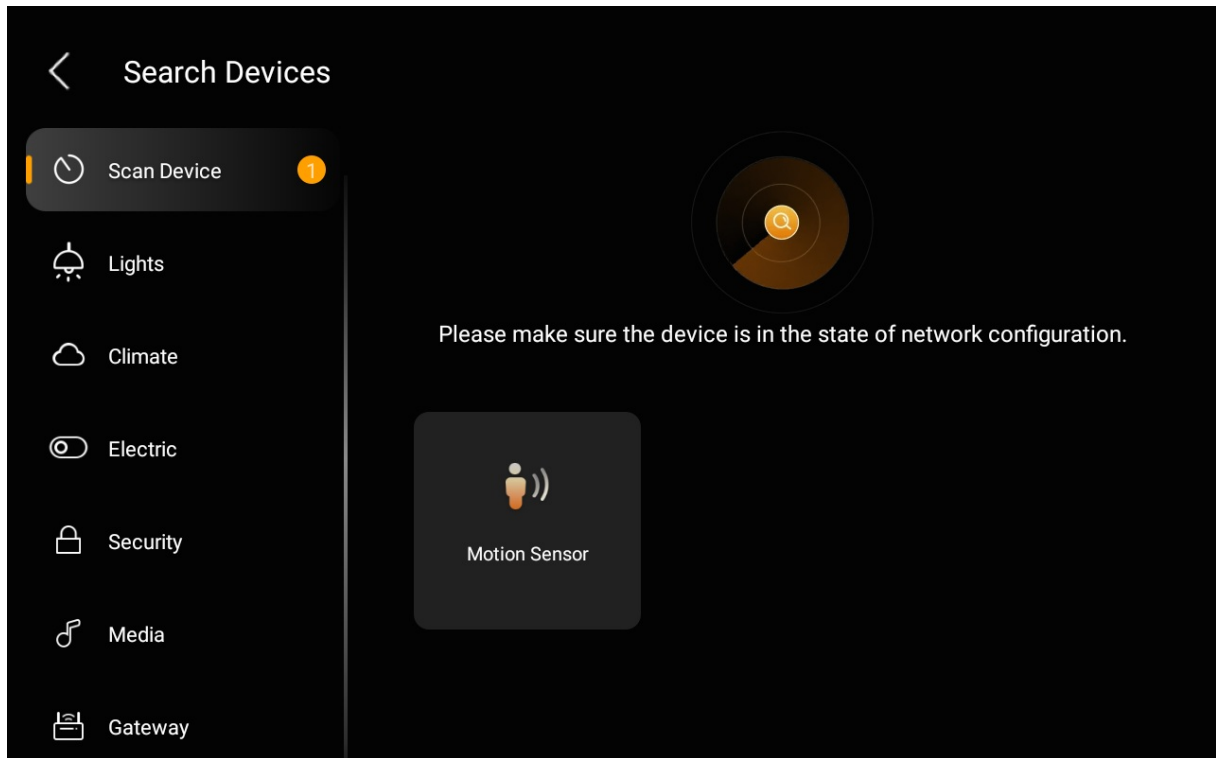 Search Devices
Scan Device
1
Lights
Climate
Electric
Security
Media
Gateway
Please make sure the device is in the state of network configuration.
Motion Sensor